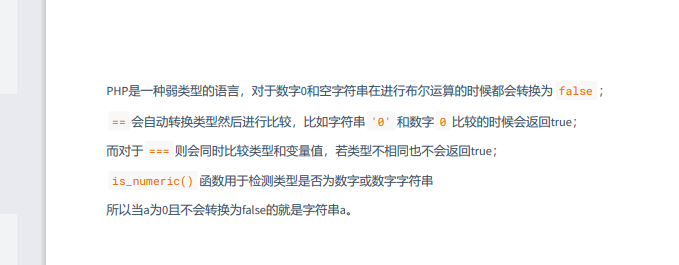 PHP是一种弱类型的语言，对于数字0和空字符串在进行布尔运算的时候都会转换为 false ；
== 会自动转换类型然后进行比较，比如字符串 '0' 和数字 0 比较的时候会返回true；
而对于 === 则会同时比较类型和变量值，若类型不相同也不会返回true；
is_numeric() 函数用于检测类型是否为数字或数字字符串
所以当a为0且不会转换为false的就是字符串a。